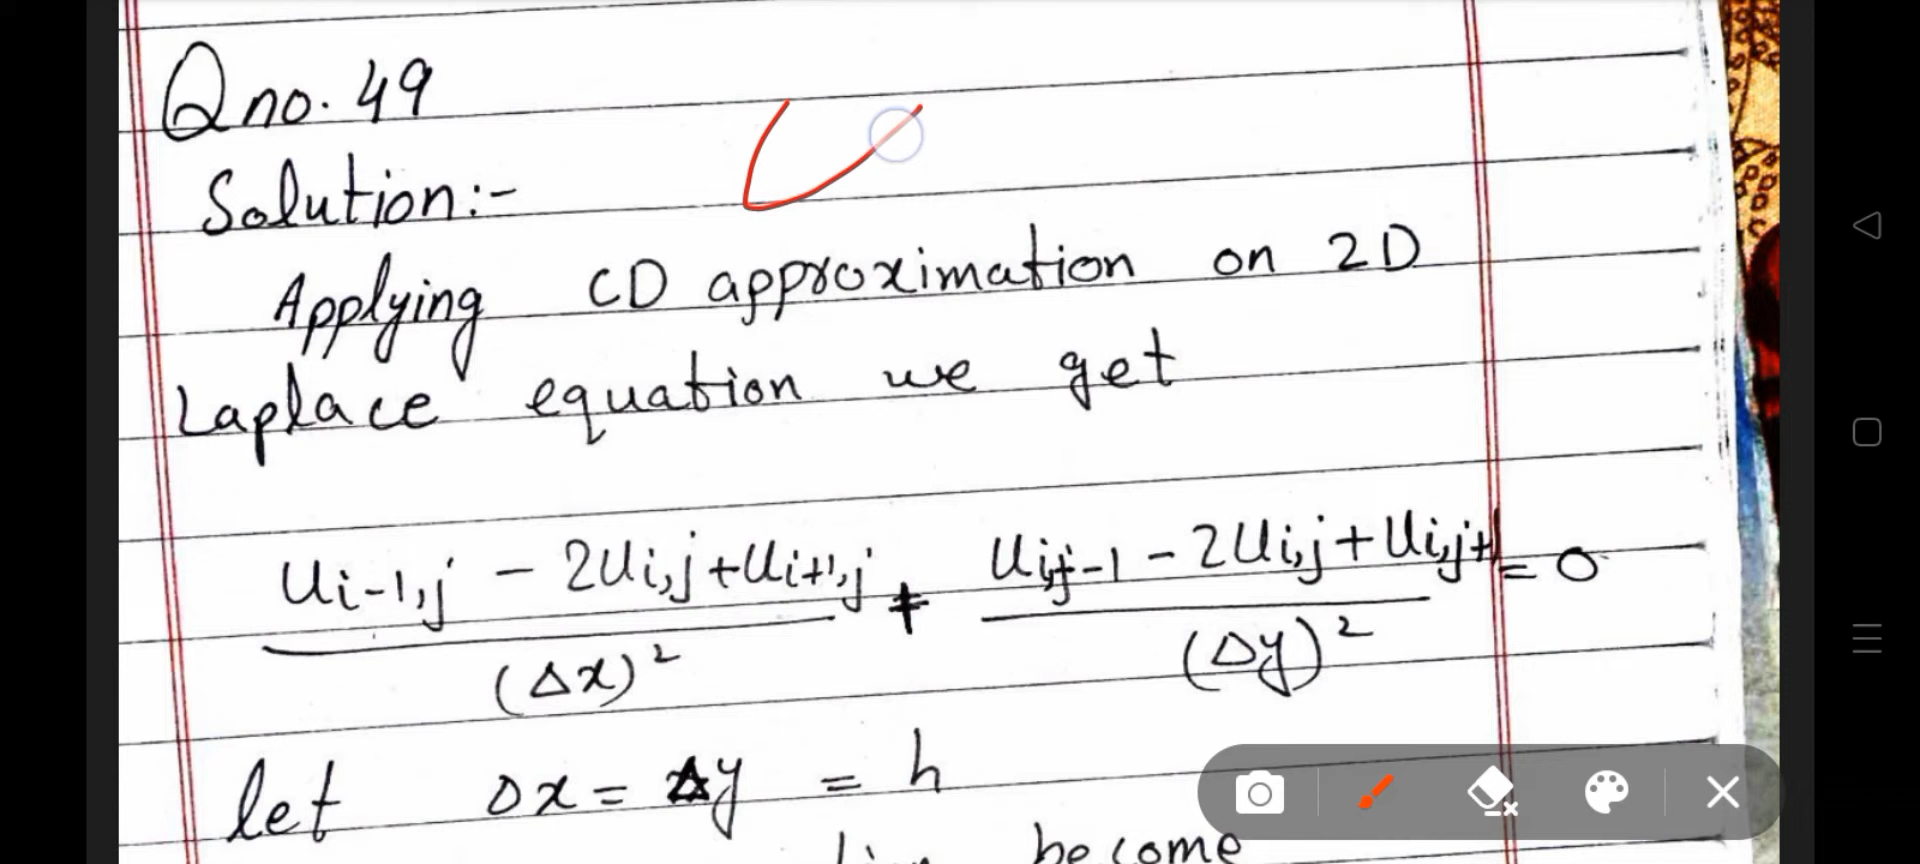 Q no. 49
Solution:-
Applying CD approximation on 2D
Laplace equation we get
u_{i-1,j} - 2u_{i,j} + u_{i+1,j} / (Δx)² + u_{i,j-1} - 2u_{i,j} + u_{i,j+1} / (Δy)² = 0
let Δx = Δy = h
become